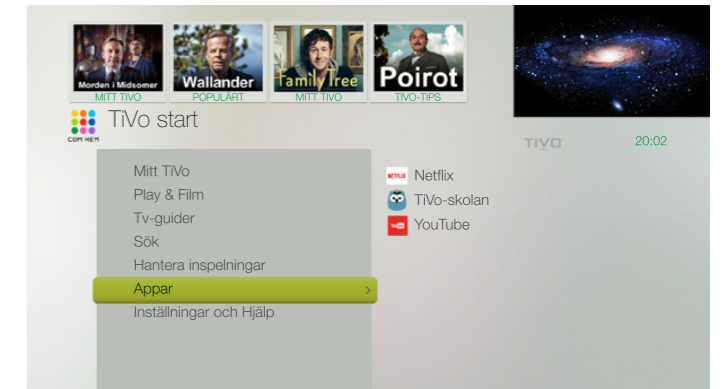 Morden i Midsomer
Wallander
Family Tree
Poirot
MITT TIVO
POPULÄRT
MITT TIVO
TIVO-TIPS
COM HEM
TiVo start
TIVO
20:02
Mitt TiVo
Play & Film
Tv-guider
Sök
Hantera inspelningar
Appar
Inställningar och Hjälp
NETFLIX
Netflix
TiVo-skolan
YouTube